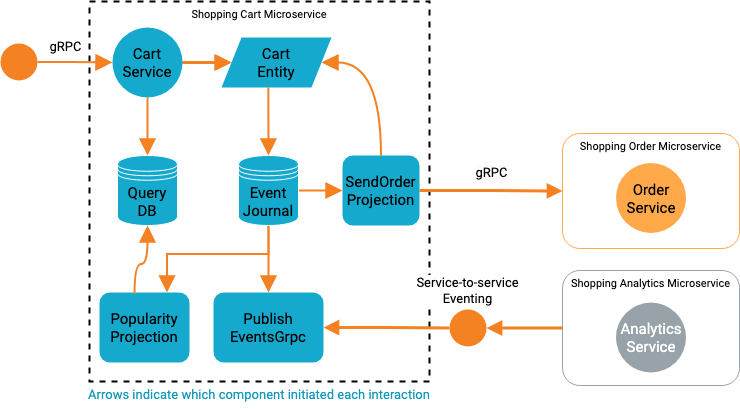 Shopping Cart Microservice
gRPC
Cart
Service
Cart
Entity
Query
DB
Event
Journal
SendOrder
Projection
gRPC
Shopping Order Microservice
Order
Service
Popularity
Projection
Publish
EventsGrpc
Service-to-service
Eventing
Shopping Analytics Microservice
Analytics
Service
Arrows indicate which component initiated each interaction